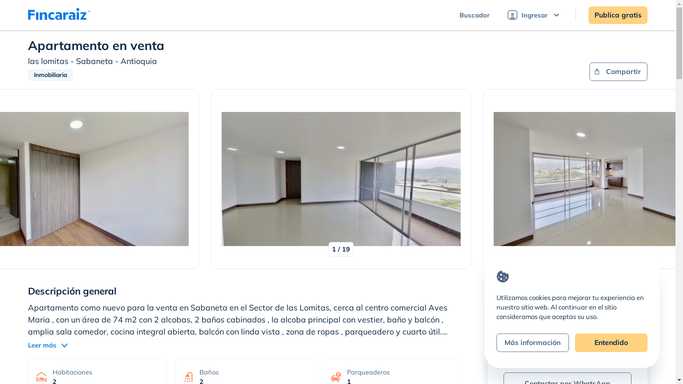 Fincaraiz
Buscador
Ingresar
Publica gratis
Apartamento en venta
las lomitas - Sabaneta - Antioquia
Inmobiliaria
Compartir
1 / 19
Descripción general
Apartamento como nuevo para la venta en Sabaneta en el Sector de las Lomitas, cerca al centro comercial Aves
Maria , con un área de 74 m2 con 2 alcobas, 2 baños cabinados , la alcoba principal con vestier, baño y balcón ,
amplia sala comedor, cocina integral abierta, balcón con linda vista , zona de ropas , parqueadero y cuarto útil....
Leer más
Habitaciones
2
Baños
2
Parqueaderos
1
Utilizamos cookies para mejorar tu experiencia en
nuestro sitio web. Al continuar en el sitio
consideramos que aceptas su uso.
Más información
Entendido
Contactar por WhatsApp